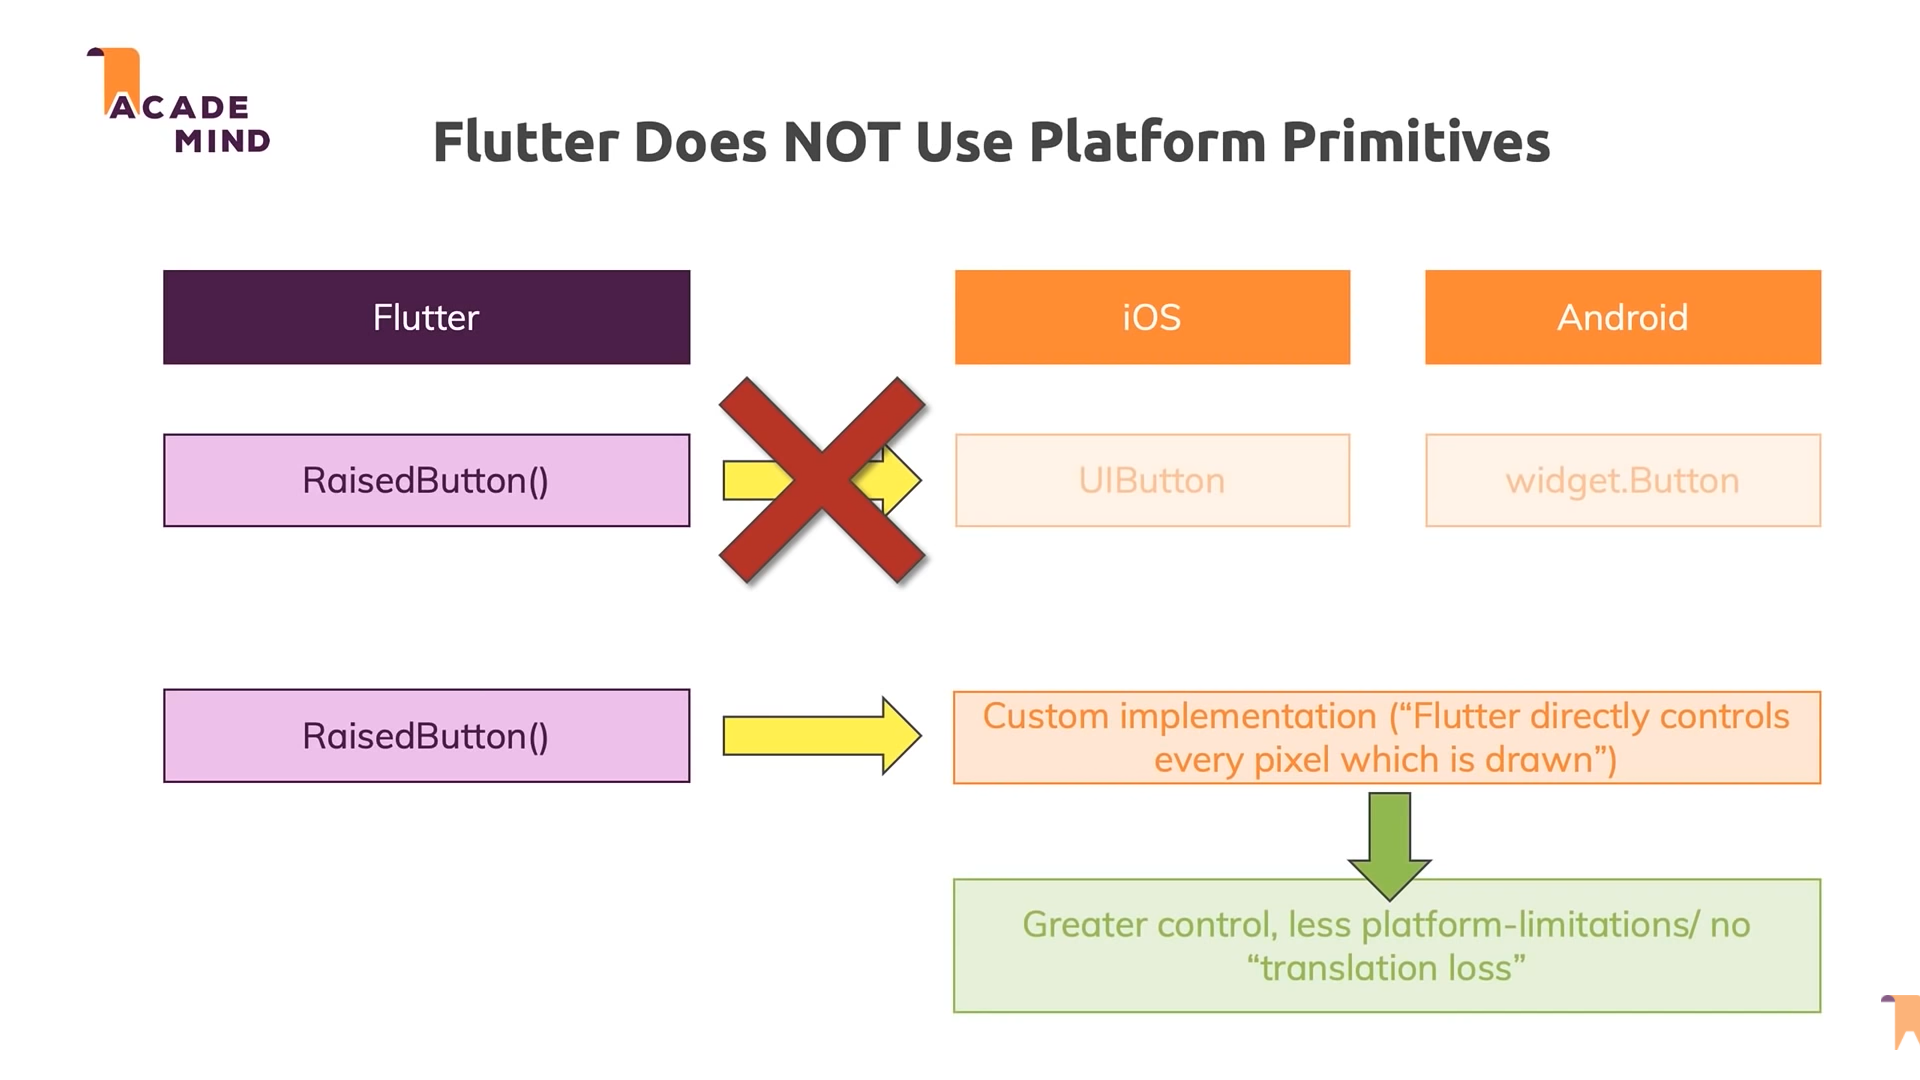 ACADE
MIND
Flutter Does NOT Use Platform Primitives
Flutter
iOS
Android
RaisedButton()
UIButton
widget.Button
RaisedButton()
Custom implementation (“Flutter directly controls
every pixel which is drawn”)
Greater control, less platform-limitations/ no
“translation loss”